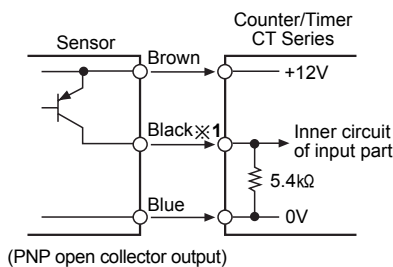 Counter/Timer
CT Series
Sensor
Brown
+12V
Black※1
Inner circuit
of input part
5.4kΩ
Blue
0V
(PNP open collector output)